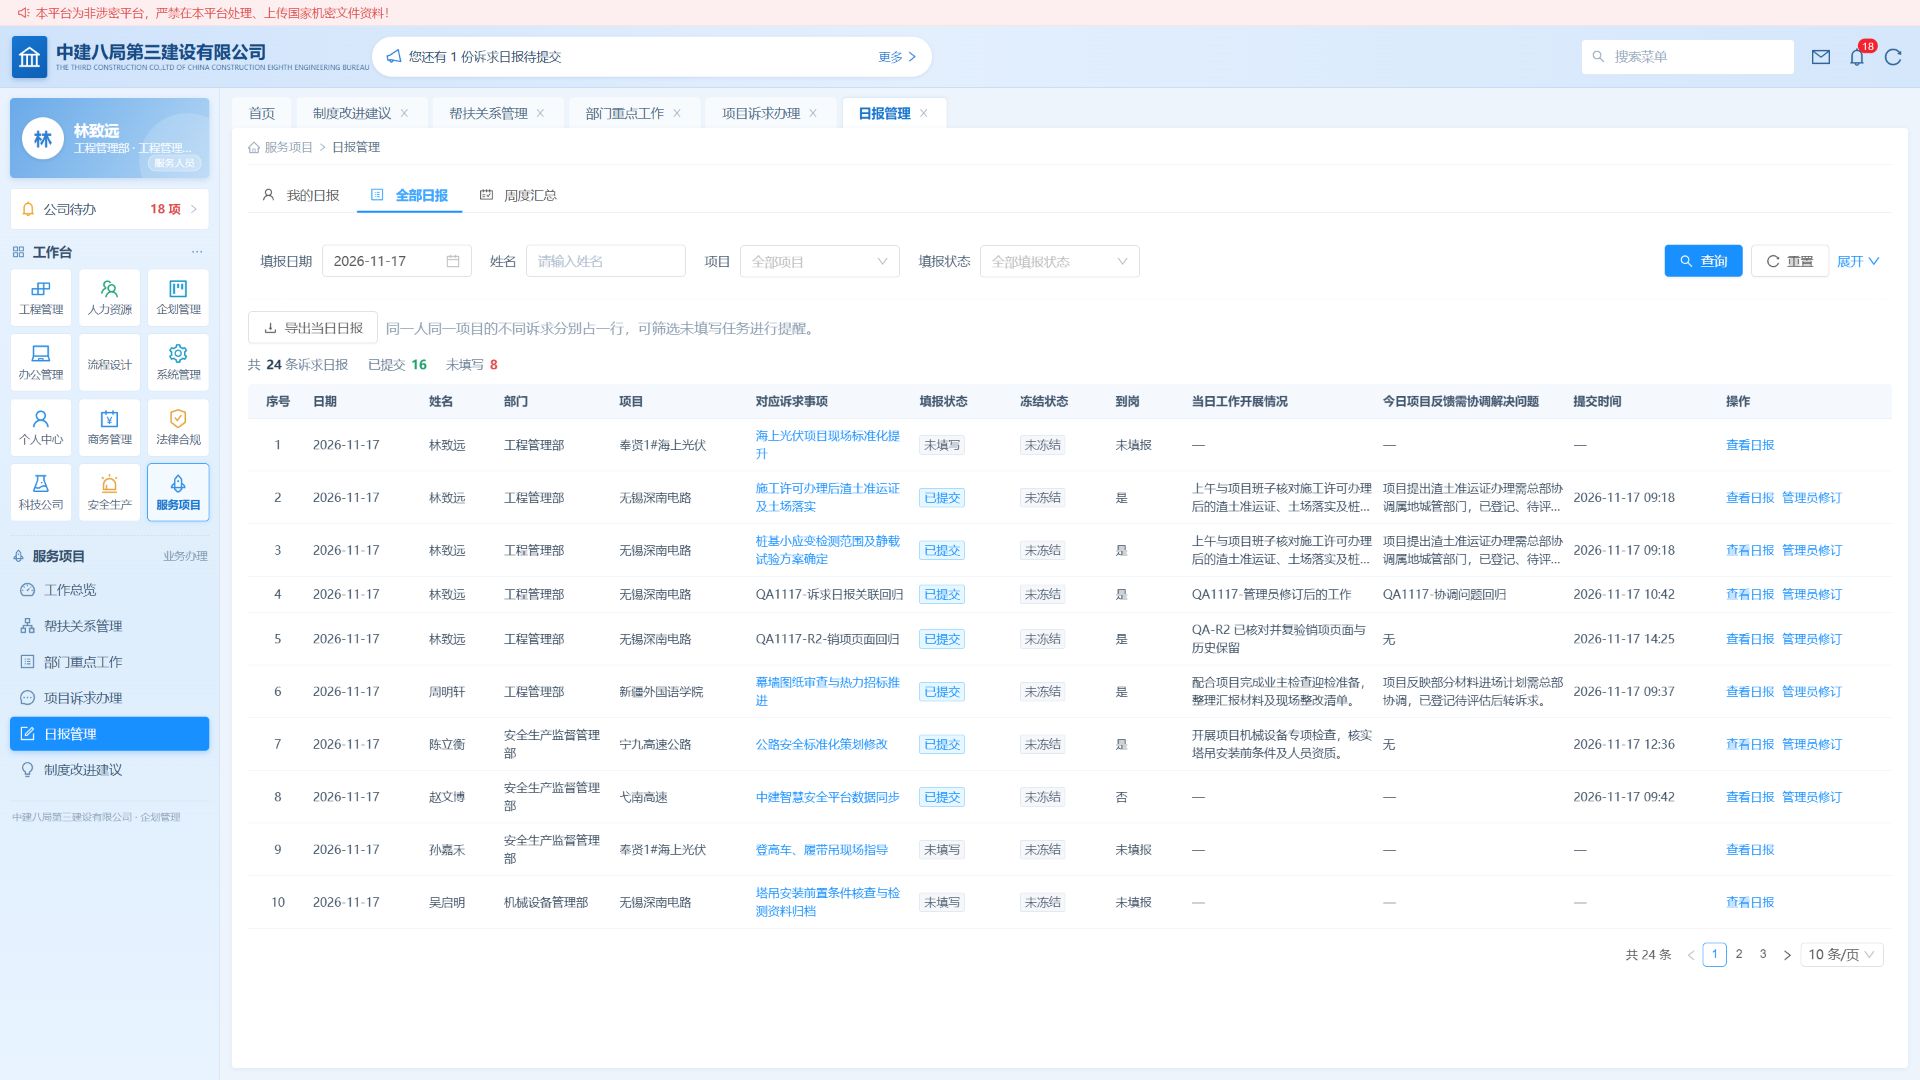 本平台为非涉密平台，严禁在本平台处理、上传国家机密文件资料！
中建八局第三建设有限公司
THE THIRD CONSTRUCTION CO.,LTD OF CHINA CONSTRUCTION EIGHTH ENGINEERING BUREAU
您还有 1 份诉求日报待提交 更多
搜索菜单
18
林
林致远
工程管理部 · 工程管理...
服务人员
公司待办 18 项
工作台 ...
工程管理 人力资源 企划管理
办公管理 流程设计 系统管理
个人中心 商务管理 法律合规
科技公司 安全生产 服务项目
服务项目 业务办理
工作总览
帮扶关系管理
部门重点工作
项目诉求办理
日报管理
制度改进建议
中建八局第三建设有限公司 · 企划管理
首页 制度改进建议 帮扶关系管理 部门重点工作 项目诉求办理 日报管理
服务项目 > 日报管理
我的日报 全部日报 周度汇总
填报日期 2026-11-17 姓名 请输入姓名 项目 全部项目 填报状态 全部填报状态 查询 重置 展开
导出当日日报 同一人同一项目的不同诉求分别占一行，可筛选未填写任务进行提醒。
共 24 条诉求日报 已提交 16 未填写 8
序号 日期 姓名 部门 项目 对应诉求事项 填报状态 冻结状态 到岗 当日工作开展情况 今日项目反馈需协调解决问题 提交时间 操作
1 2026-11-17 林致远 工程管理部 奉贤1#海上光伏 海上光伏项目现场标准化提升 未填写 未冻结 未填报 — — — 查看日报
2 2026-11-17 林致远 工程管理部 无锡深南电路 施工许可办理后渣土准运证及土场落实 已提交 未冻结 是 上午与项目班子核对施工许可办理后的渣土准运证、土场落实及桩... 项目提出渣土准运证办理需总部协调属地城管部门，已登记、待评... 2026-11-17 09:18 查看日报 管理员修订
3 2026-11-17 林致远 工程管理部 无锡深南电路 桩基小应变检测范围及静载试验方案确定 已提交 未冻结 是 上午与项目班子核对施工许可办理后的渣土准运证、土场落实及桩... 项目提出渣土准运证办理需总部协调属地城管部门，已登记、待评... 2026-11-17 09:18 查看日报 管理员修订
4 2026-11-17 林致远 工程管理部 无锡深南电路 QA1117-诉求日报关联回归 已提交 未冻结 是 QA1117-管理员修订后的工作 QA1117-协调问题回归 2026-11-17 10:42 查看日报 管理员修订
5 2026-11-17 林致远 工程管理部 无锡深南电路 QA1117-R2-销项页面回归 已提交 未冻结 是 QA-R2 已核对并复验销项页面与历史保留 无 2026-11-17 14:25 查看日报 管理员修订
6 2026-11-17 周明轩 工程管理部 新疆外国语学院 幕墙图纸审查与热力招标推进 已提交 未冻结 是 配合项目完成业主检查迎检准备，整理汇报材料及现场整改清单。 项目反映部分材料进场计划需总部协调，已登记待评估后转诉求。 2026-11-17 09:37 查看日报 管理员修订
7 2026-11-17 陈立衡 安全生产监督管理部 宁九高速公路 公路安全标准化策划修改 已提交 未冻结 是 开展项目机械设备专项检查，核实塔吊安装前条件及人员资质。 无 2026-11-17 12:36 查看日报 管理员修订
8 2026-11-17 赵文博 安全生产监督管理部 弋南高速 中建智慧安全平台数据同步 已提交 未冻结 否 — — 2026-11-17 09:42 查看日报 管理员修订
9 2026-11-17 孙嘉禾 安全生产监督管理部 奉贤1#海上光伏 登高车、履带吊现场指导 未填写 未冻结 未填报 — — — 查看日报
10 2026-11-17 吴启明 机械设备管理部 无锡深南电路 塔吊安装前置条件核查与检测资料归档 未填写 未冻结 未填报 — — — 查看日报
共 24 条 < 1 2 3 > 10 条/页